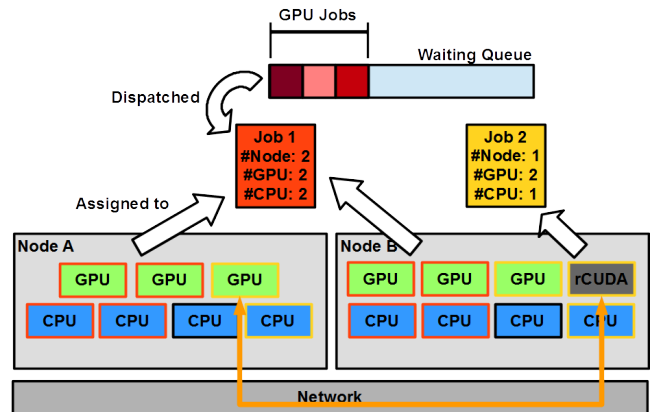 GPU Jobs
Waiting Queue
Dispatched
Job 1
#Node: 2
#GPU: 2
#CPU: 2
Job 2
#Node: 1
#GPU: 2
#CPU: 1
Assigned to
Node A
Node B
GPU GPU GPU
GPU GPU GPU rCUDA
CPU CPU CPU CPU
CPU CPU CPU CPU
Network